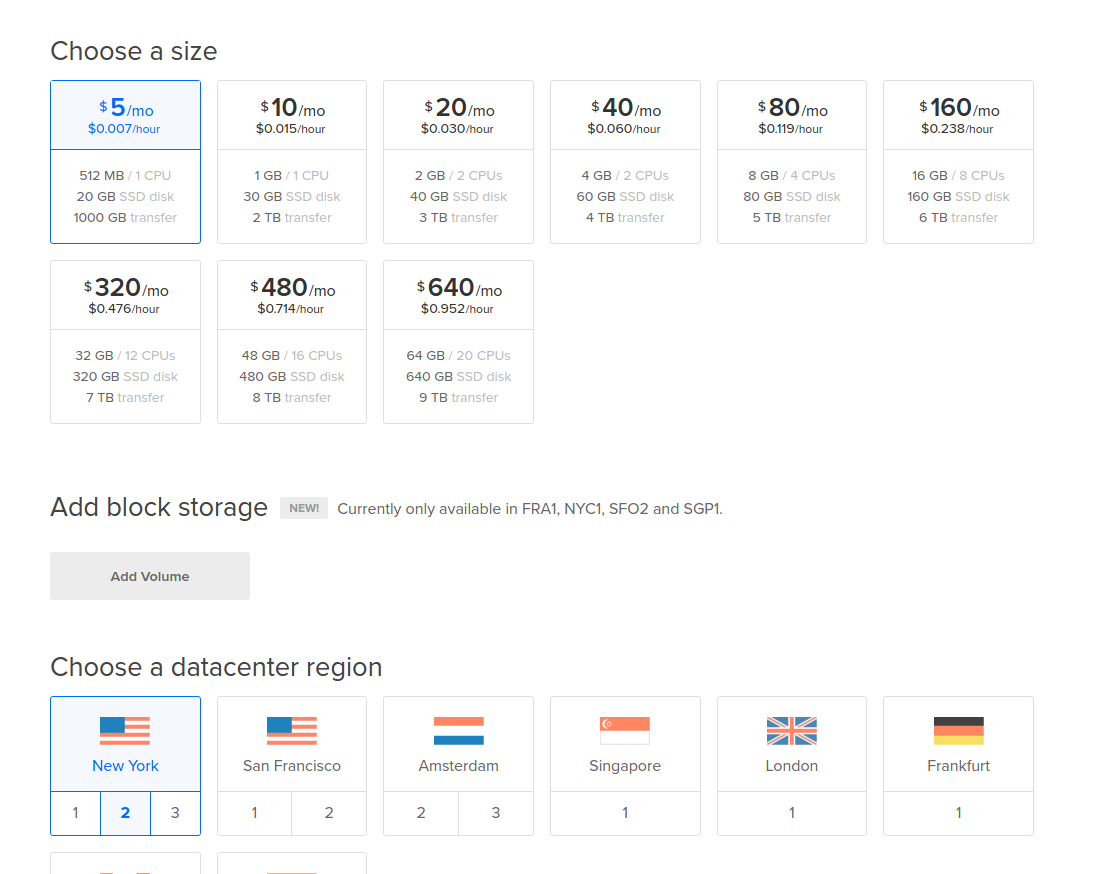 Choose a size
$5/mo
$0.007/hour
512 MB / 1 CPU
20 GB SSD disk
1000 GB transfer
$10/mo
$0.015/hour
1 GB / 1 CPU
30 GB SSD disk
2 TB transfer
$20/mo
$0.030/hour
2 GB / 2 CPUs
40 GB SSD disk
3 TB transfer
$40/mo
$0.060/hour
4 GB / 2 CPUs
60 GB SSD disk
4 TB transfer
$80/mo
$0.119/hour
8 GB / 4 CPUs
80 GB SSD disk
5 TB transfer
$160/mo
$0.238/hour
16 GB / 8 CPUs
160 GB SSD disk
6 TB transfer
$320/mo
$0.476/hour
32 GB / 12 CPUs
320 GB SSD disk
7 TB transfer
$480/mo
$0.714/hour
48 GB / 16 CPUs
480 GB SSD disk
8 TB transfer
$640/mo
$0.952/hour
64 GB / 20 CPUs
640 GB SSD disk
9 TB transfer
Add block storage NEW! Currently only available in FRA1, NYC1, SFO2 and SGP1.
Add Volume
Choose a datacenter region
New York
1 2 3
San Francisco
1 2
Amsterdam
2 3
Singapore
1
London
1
Frankfurt
1